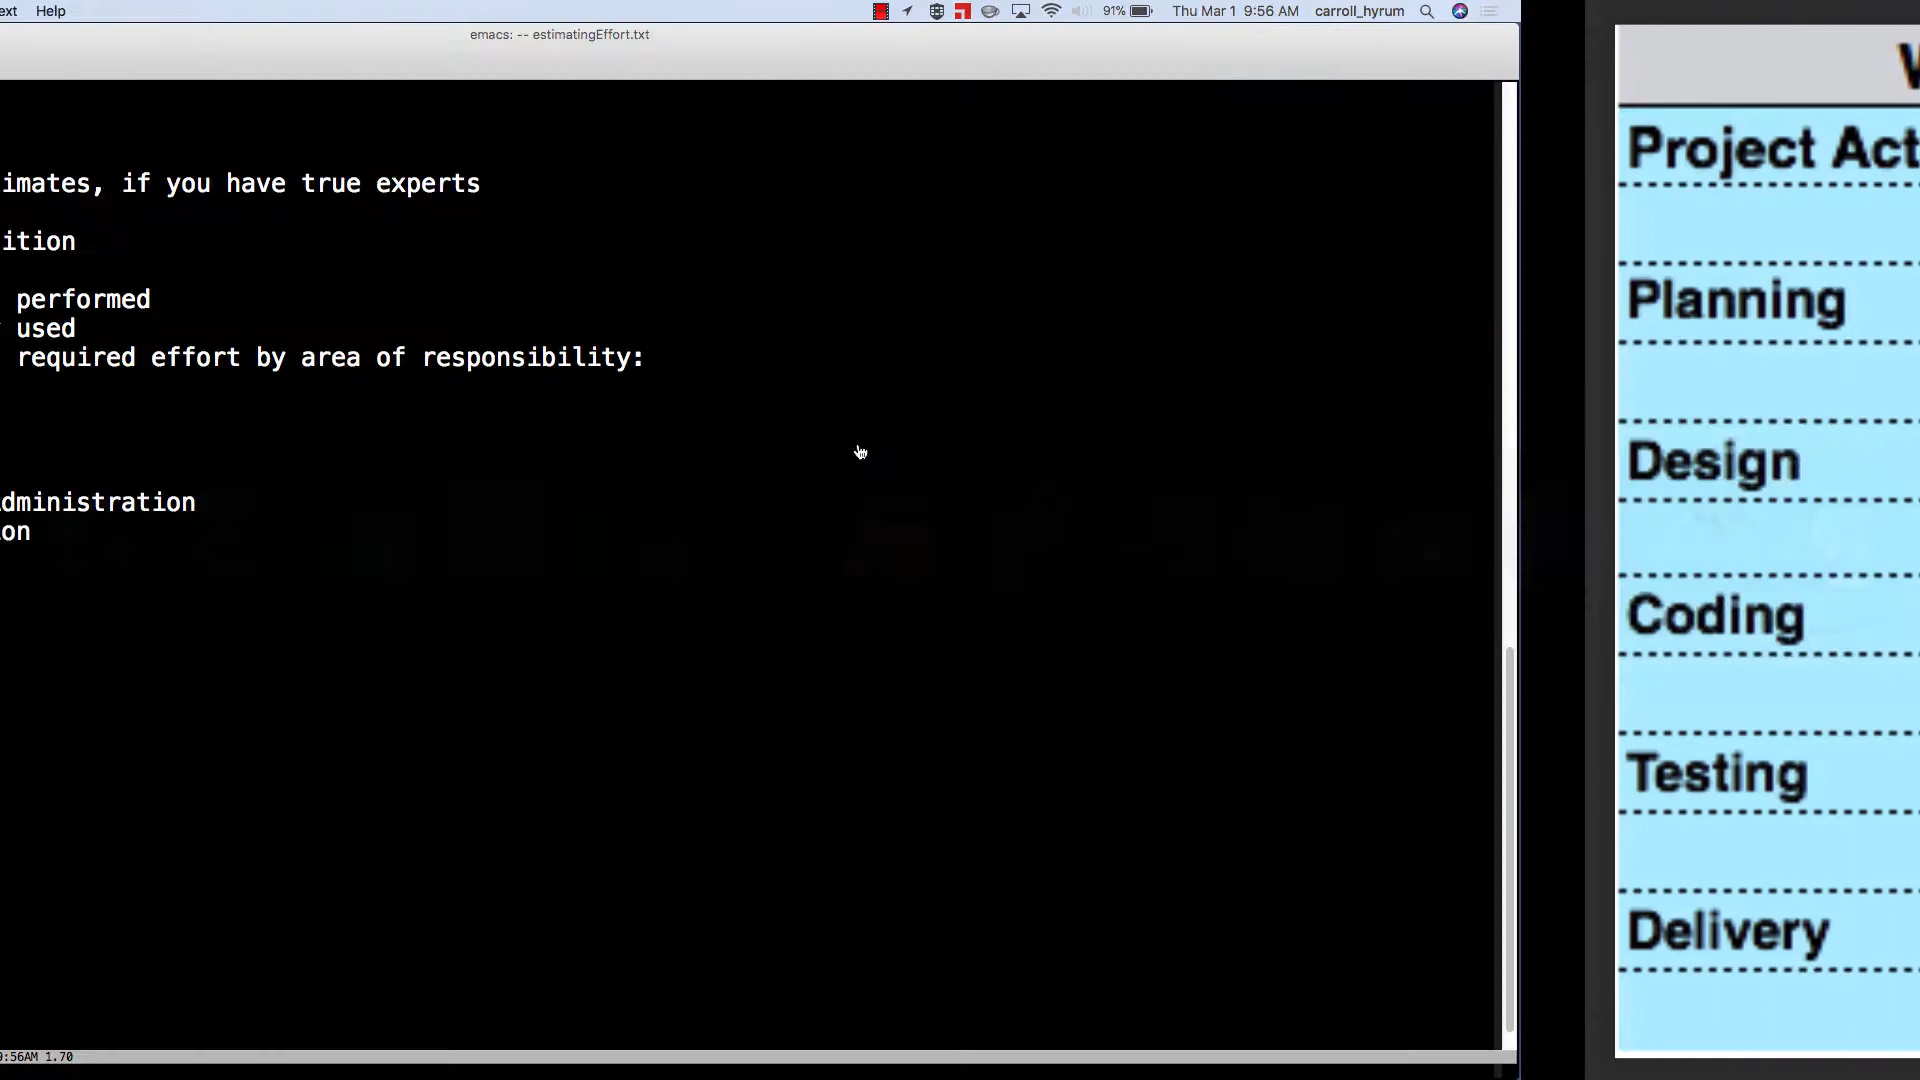 ext Help 91% Thu Mar 1 9:56 AM carroll_hyrum
emacs: -- estimatingEffort.txt
imates, if you have true experts
ition
performed
used
required effort by area of responsibility:
dministration
on
9:56AM 1.70
Project Act
Planning
Design
Coding
Testing
Delivery